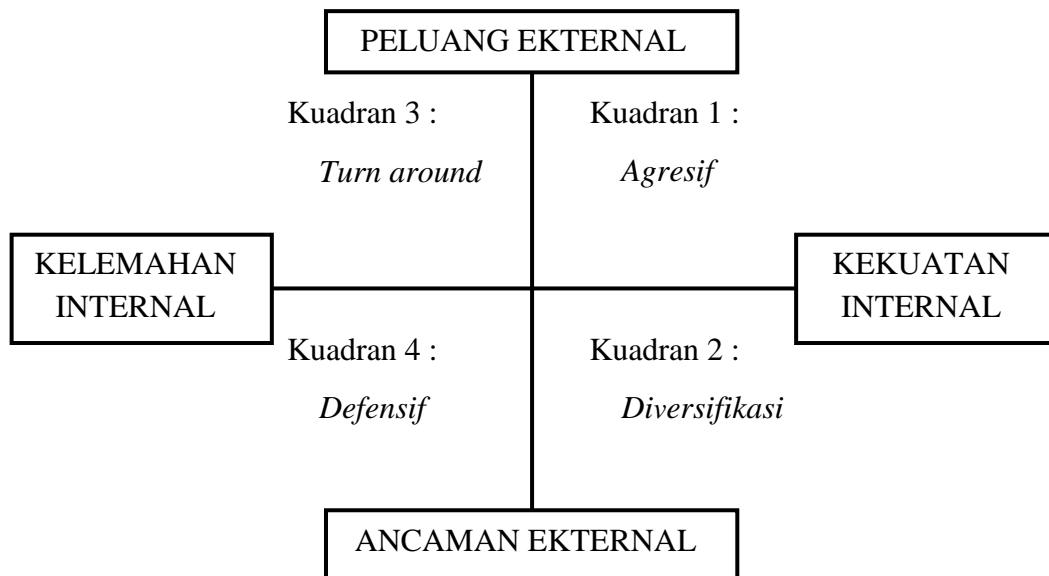 PELUANG EKTERNAL
Kuadran 3 :
Turn around
Kuadran 1 :
Agresif
KELEMAHAN
INTERNAL
KEKUATAN
INTERNAL
Kuadran 4 :
Defensif
Kuadran 2 :
Diversifikasi
ANCAMAN EKTERNAL